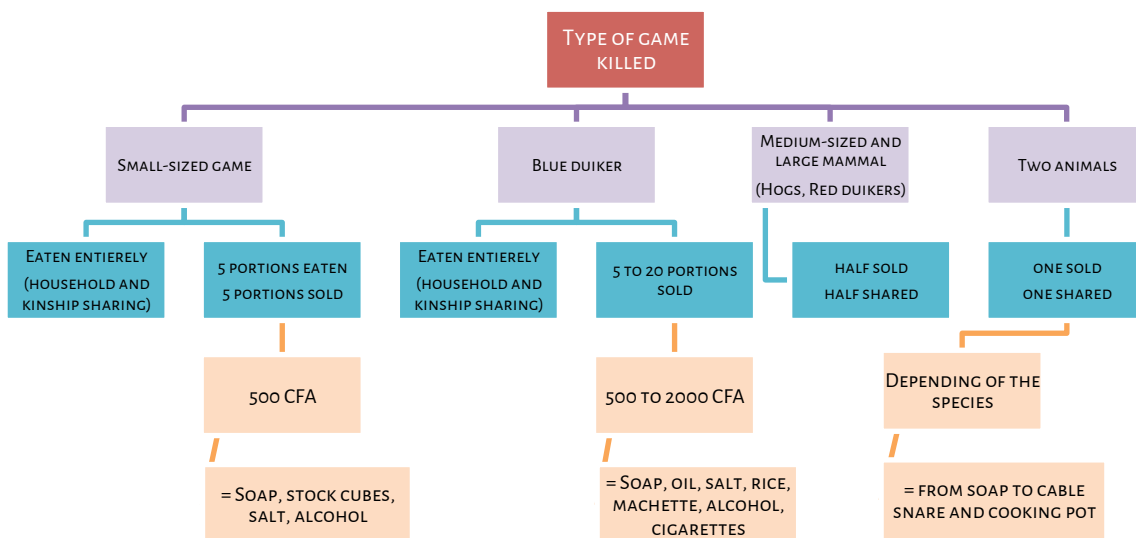 Type of game
killed
Small-sized game
Blue duiker
Medium-sized and
large mammal
(Hogs, Red duikers)
Two animals
Eaten entierely
(household and
kinship sharing)
5 portions eaten
5 portions sold
Eaten entierely
(household and
kinship sharing)
5 to 20 portions
sold
half sold
half shared
one sold
one shared
500 CFA
500 to 2000 CFA
Depending of the
species
= Soap, stock cubes,
salt, alcohol
= Soap, oil, salt, rice,
machette, alcohol,
cigarettes
= from soap to cable
snare and cooking pot